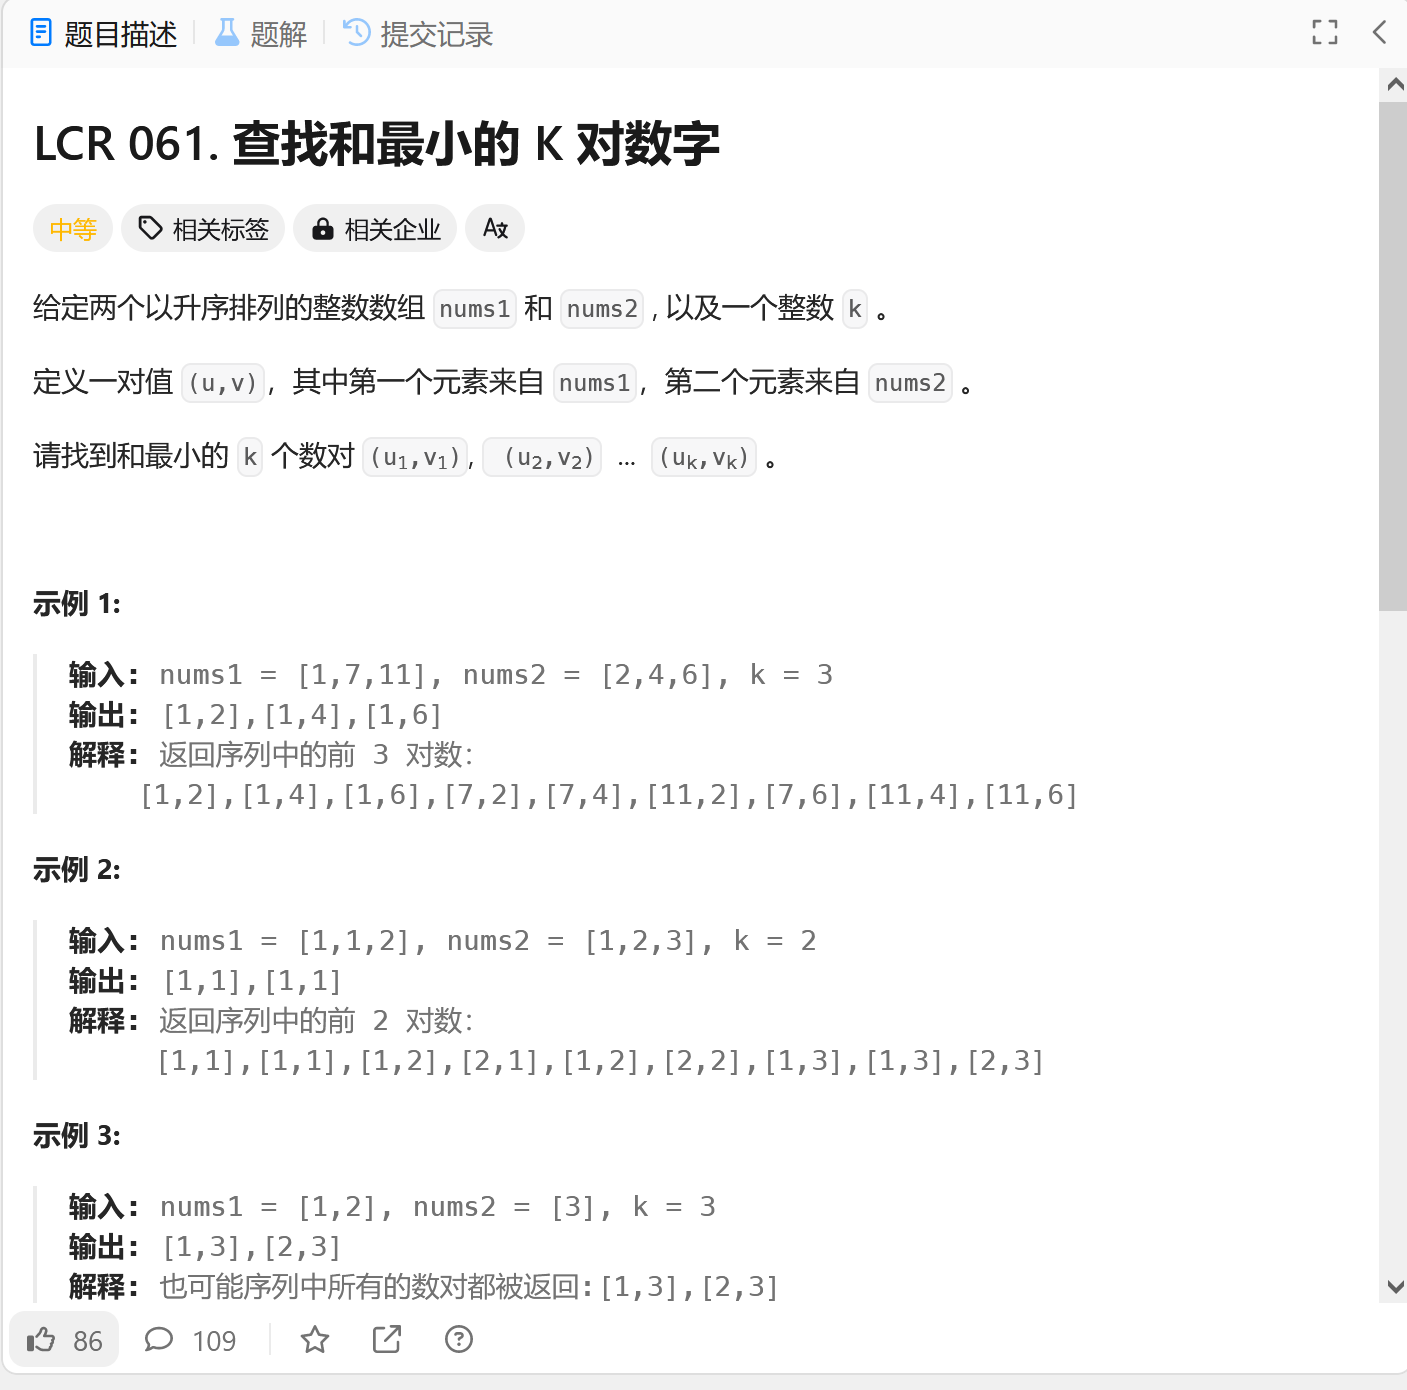 题目描述 题解 提交记录
LCR 061. 查找和最小的 K 对数字
中等 相关标签 相关企业
给定两个以升序排列的整数数组 nums1 和 nums2 , 以及一个整数 k 。
定义一对值 (u,v)，其中第一个元素来自 nums1，第二个元素来自 nums2 。
请找到和最小的 k 个数对 (u₁,v₁), (u₂,v₂) ... (uₖ,vₖ) 。
示例 1:
输入: nums1 = [1,7,11], nums2 = [2,4,6], k = 3
输出: [1,2],[1,4],[1,6]
解释: 返回序列中的前 3 对数：
[1,2],[1,4],[1,6],[7,2],[7,4],[11,2],[7,6],[11,4],[11,6]
示例 2:
输入: nums1 = [1,1,2], nums2 = [1,2,3], k = 2
输出: [1,1],[1,1]
解释: 返回序列中的前 2 对数：
[1,1],[1,1],[1,2],[2,1],[1,2],[2,2],[1,3],[1,3],[2,3]
示例 3:
输入: nums1 = [1,2], nums2 = [3], k = 3
输出: [1,3],[2,3]
解释: 也可能序列中所有的数对都被返回:[1,3],[2,3]
86 109